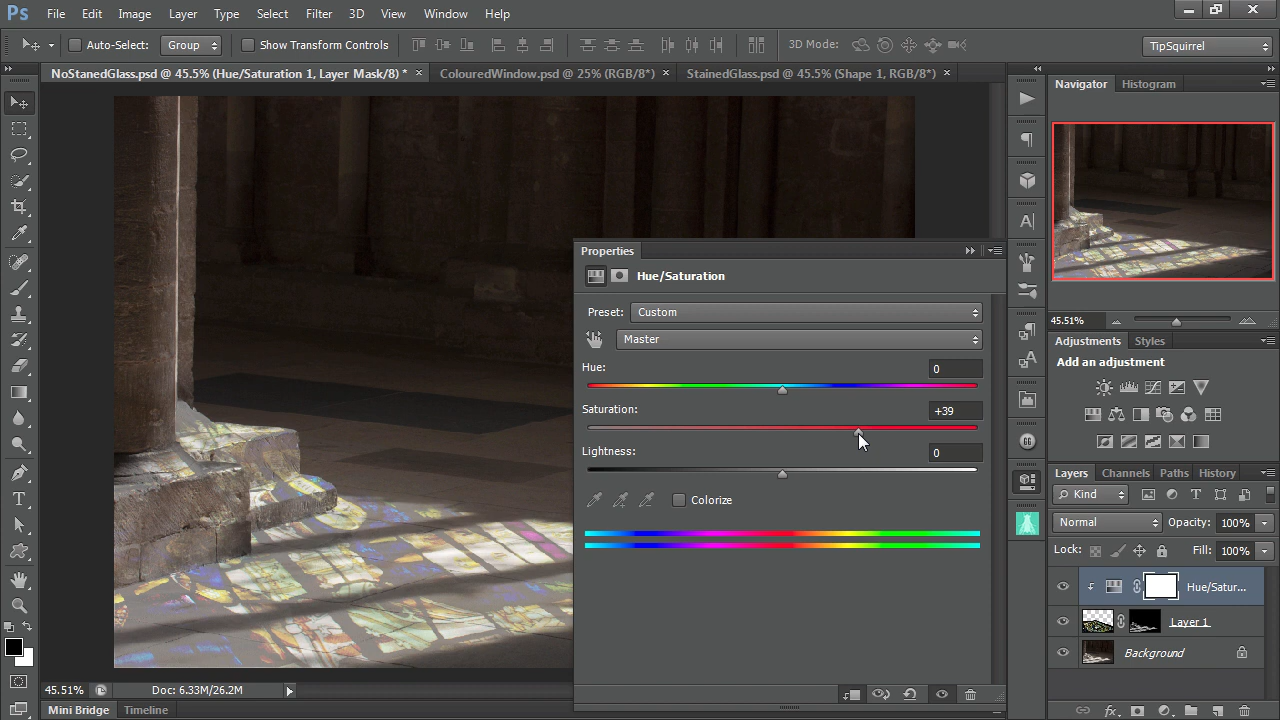 Ps File Edit Image Layer Type Select Filter 3D View Window Help
Auto-Select: Group Show Transform Controls 3D Mode: TipSquirrel
NoStanedGlass.psd @ 45.5% (Hue/Saturation 1, Layer Mask/8) * × ColouredWindow.psd @ 25% (RGB/8*) × StainedGlass.psd @ 45.5% (Shape 1, RGB/8*) ×
Navigator Histogram
45.51%
Properties
Hue/Saturation
Preset: Custom
Master
Hue: 0
Saturation: +39
Lightness: 0
Colorize
Adjustments Styles
Add an adjustment
Layers Channels Paths History
Kind
Normal Opacity: 100%
Lock: Fill: 100%
Hue/Satur...
Layer 1
Background
45.51% Doc: 6.33M/26.2M
Mini Bridge Timeline